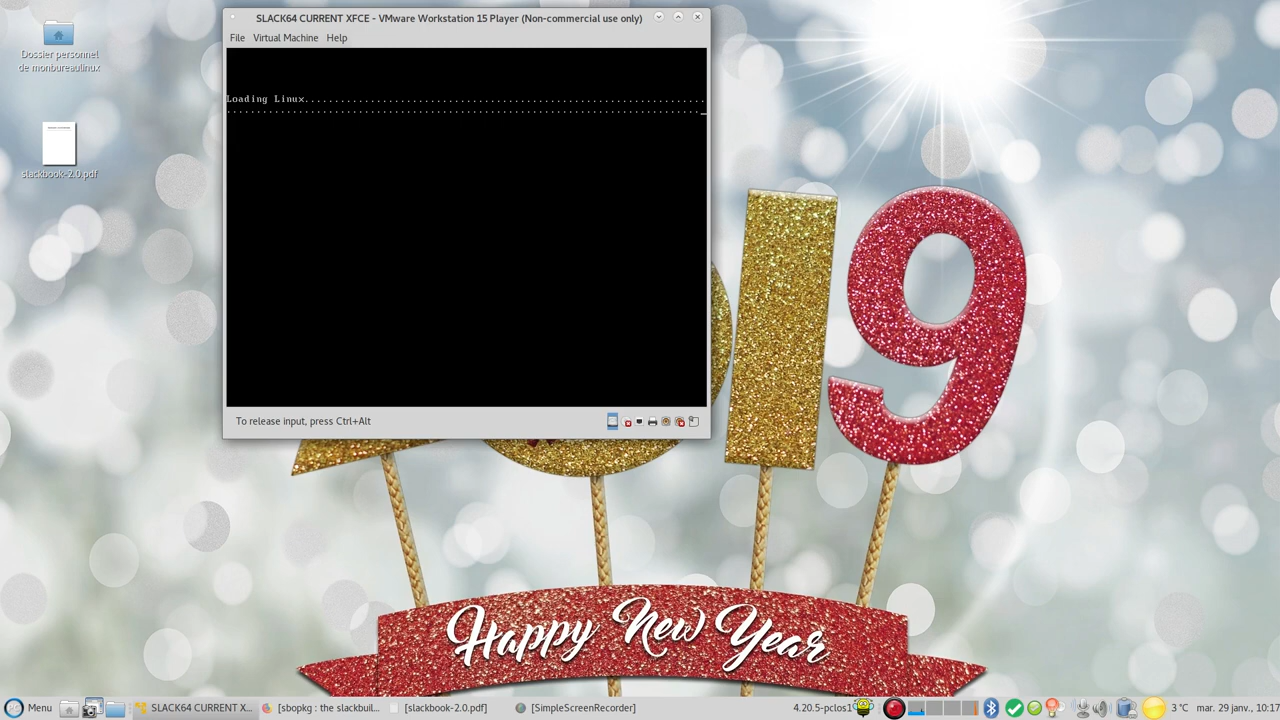 Dossier personnel
de monbureaulinux
slackbook-2.0.pdf
SLACK64 CURRENT XFCE - VMware Workstation 15 Player (Non-commercial use only)
File Virtual Machine Help
Loading Linux................................................................................
................................................................................_
To release input, press Ctrl+Alt
19
Happy New Year
Menu
SLACK64 CURRENT X...
[sbopkg : the slackbuil...
[slackbook-2.0.pdf]
[SimpleScreenRecorder]
4.20.5-pclos1
3 °C
mar. 29 janv., 10:17